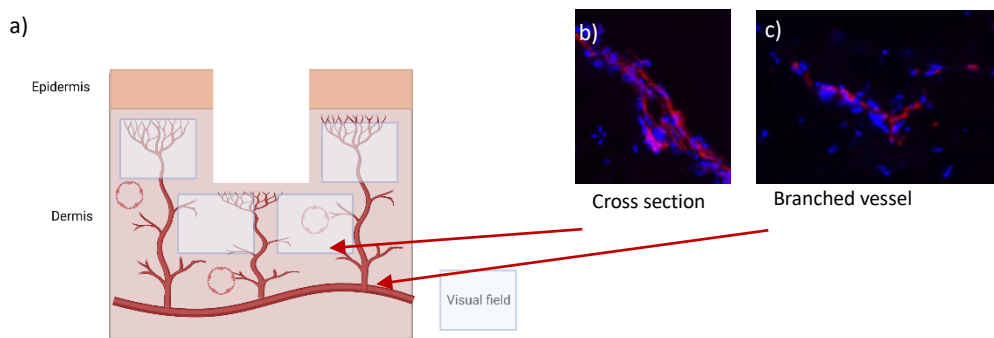 a)
Epidermis
Dermis
Visual field
b)
Cross section
c)
Branched vessel